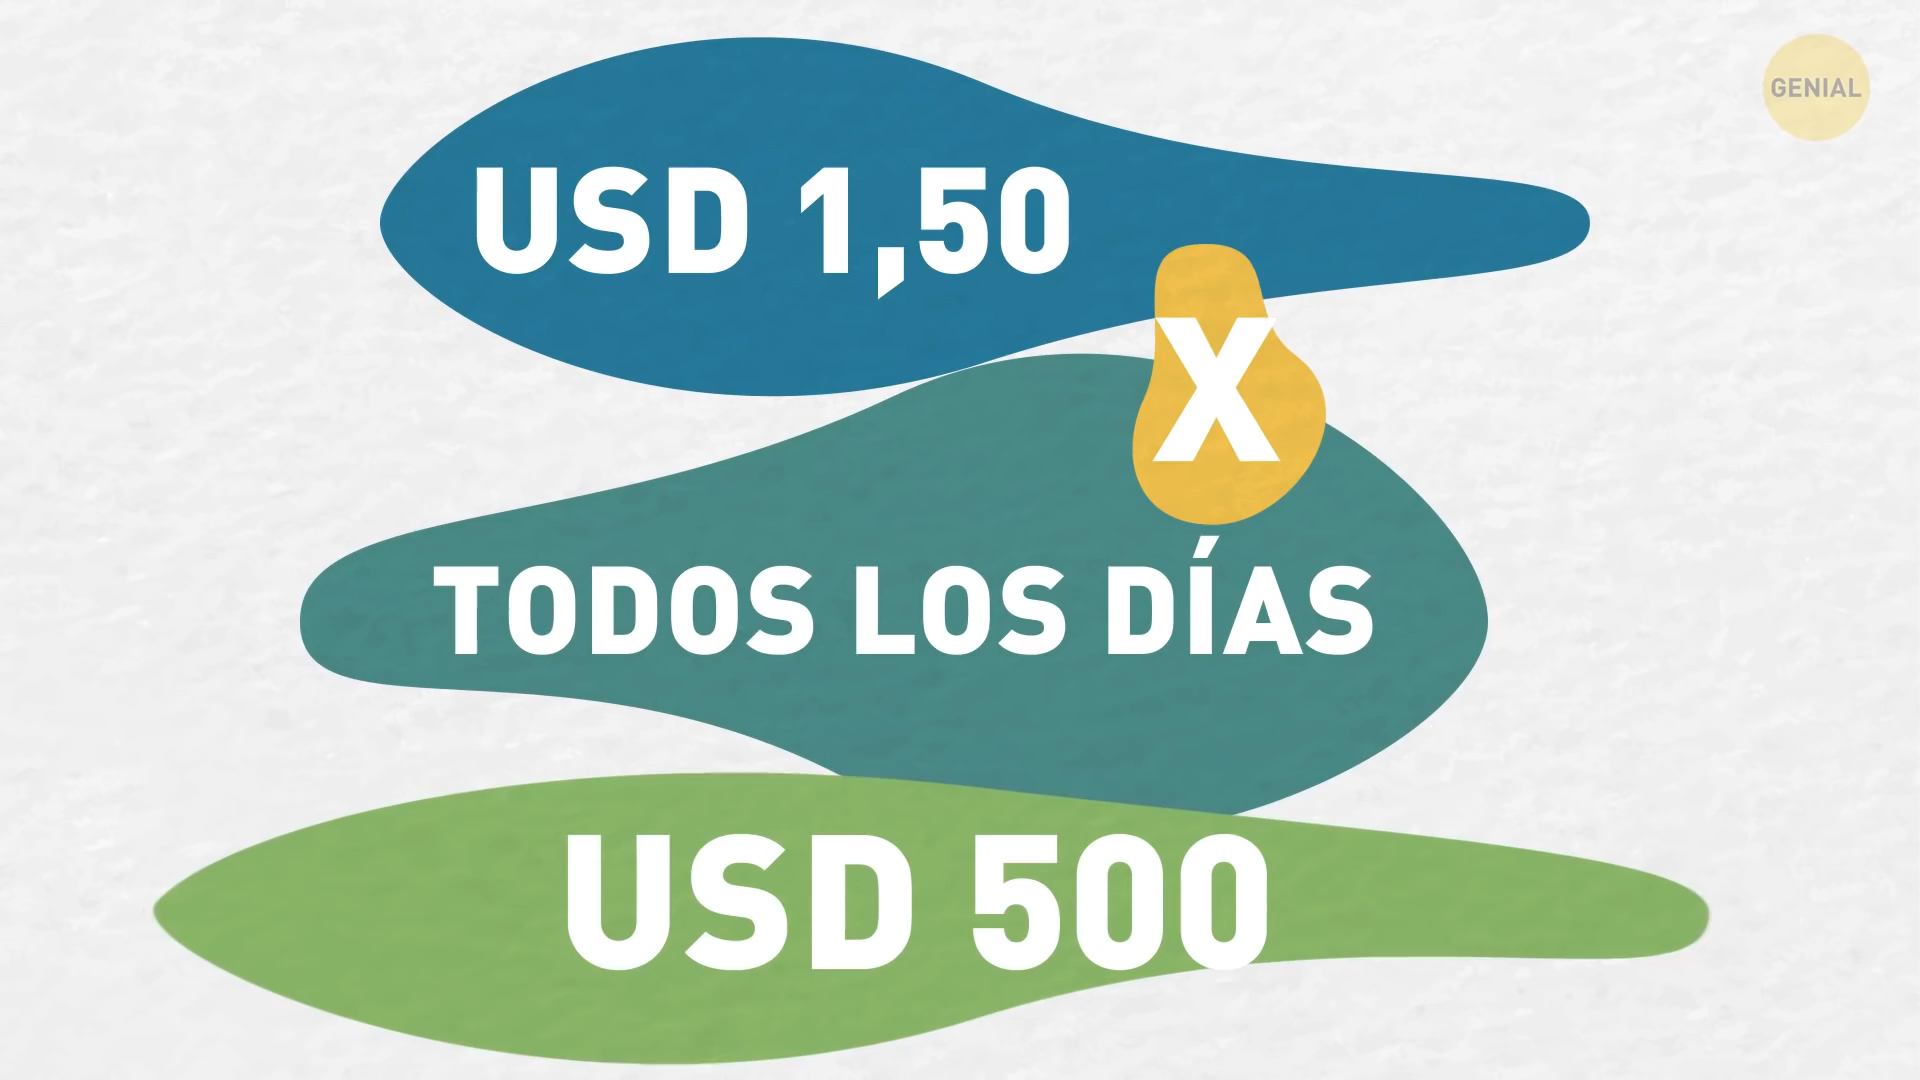 GENIAL
USD 1,50
X
TODOS LOS DÍAS
USD 500